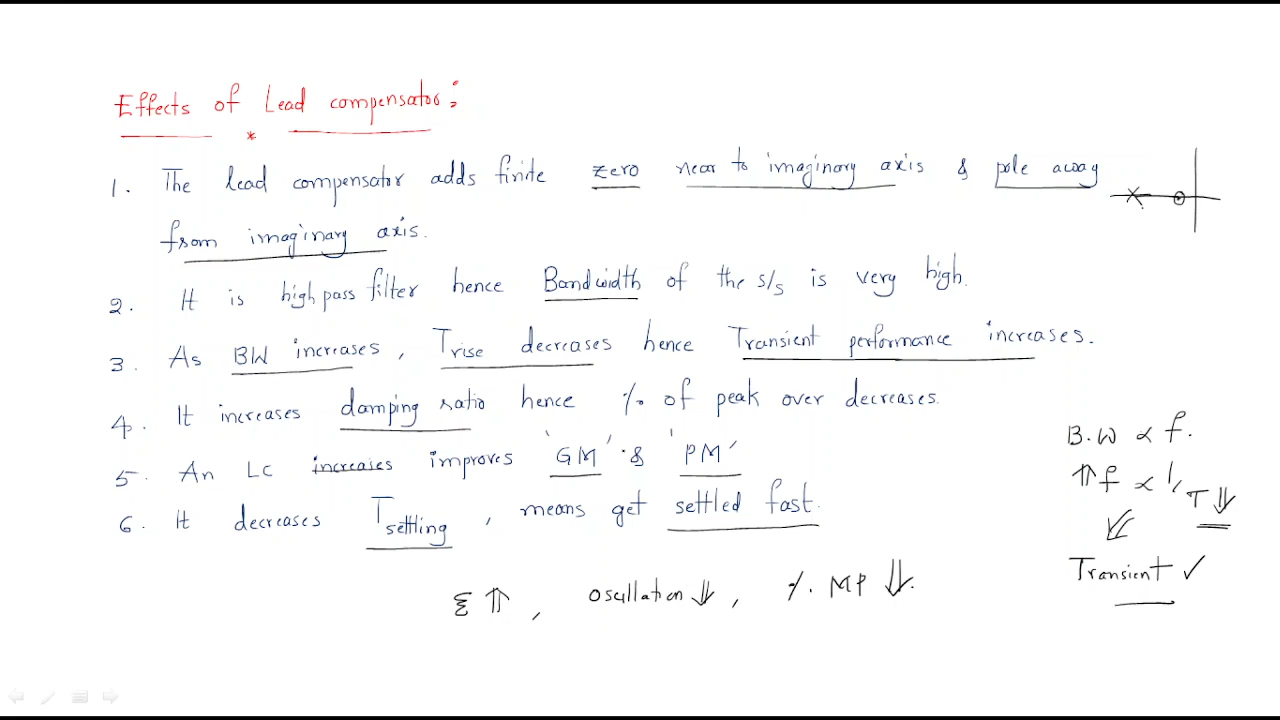 Effects of Lead compensator:
*
1. The lead compensator adds finite zero near to imaginary axis & pole away
from imaginary axis.
2. It is high pass filter hence Bandwidth of the s/s is very high.
3. As BW increases, Trise decreases hence Transient performance increases.
4. It increases damping ratio hence % of peak over decreases.
5. An LC increases improves 'GM' & 'PM'
6. It decreases Tsettling, means get settled fast.
B.W ∝ f.
⇑ f ∝ 1/T ⇓
⇙
Transient ✓
ξ ⇑, Oscillation ⇓, %. MP ⇓.